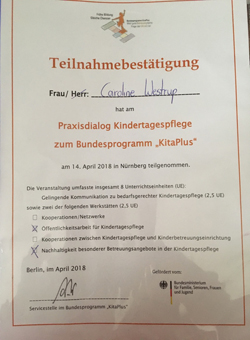 Teilnahmebestätigung
Frau/ Herr: Caroline Westrup
hat am
Praxisdialog Kindertagespflege
zum Bundesprogramm „KitaPlus"
am 14. April 2018 in Nürnberg teilgenommen.
Die Veranstaltung umfasste insgesamt 8 Unterrichtseinheiten (UE):
Gelingende Kommunikation zu bedarfsgerechter Kindertagespflege (2,5 UE)
sowie zwei der folgenden Werkstätten (2,5 UE)
Kooperationen/Netzwerke
X Öffentlichkeitsarbeit für Kindertagespflege
Kooperationen zwischen Kindertagespflege und Kinderbetreuungseinrichtung
X Nachhaltigkeit besonderer Betreuungsangebote in der Kindertagespflege
Berlin, im April 2018
Gefördert vom:
Bundesministerium
für Familie, Senioren, Frauen
und Jugend
Servicestelle im Bundesprogramm „KitaPlus"